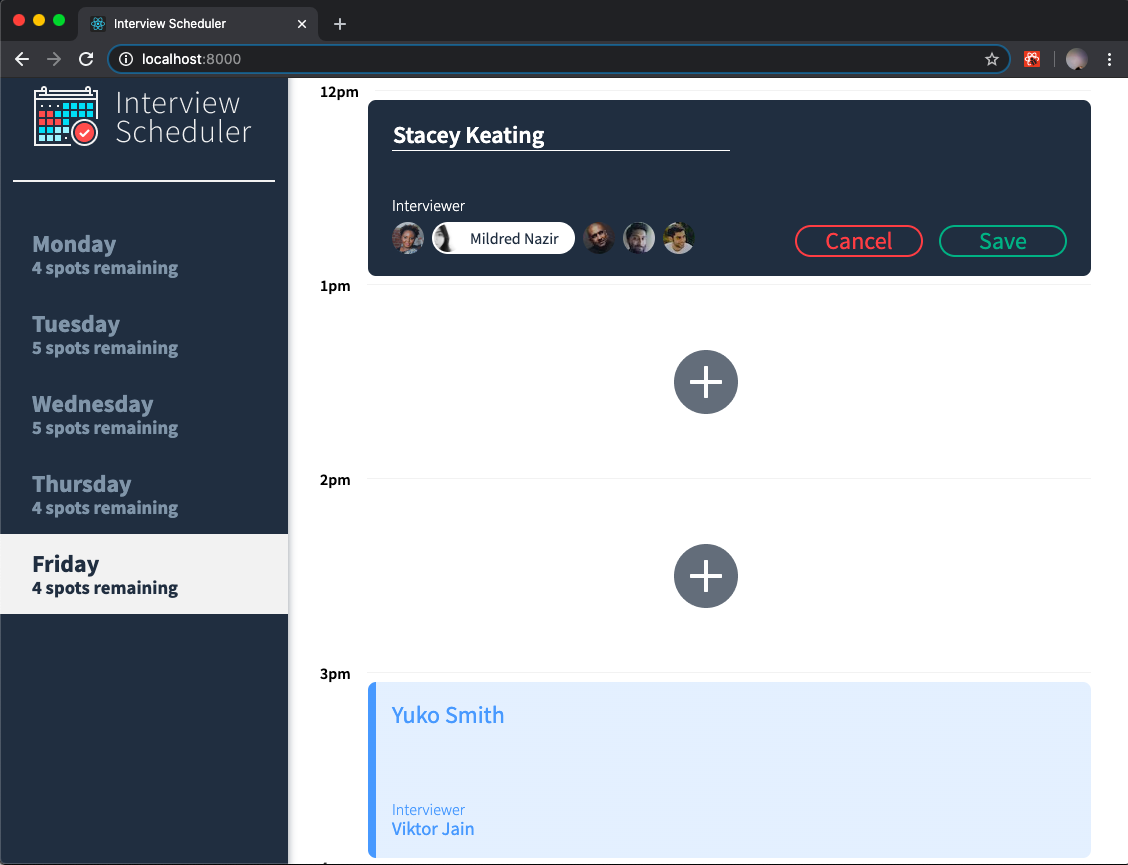 Interview Scheduler
localhost:8000
Interview
Scheduler
Monday
4 spots remaining
Tuesday
5 spots remaining
Wednesday
5 spots remaining
Thursday
4 spots remaining
Friday
4 spots remaining
12pm
Stacey Keating
Interviewer
Mildred Nazir
Cancel
Save
1pm
2pm
3pm
Yuko Smith
Interviewer
Viktor Jain